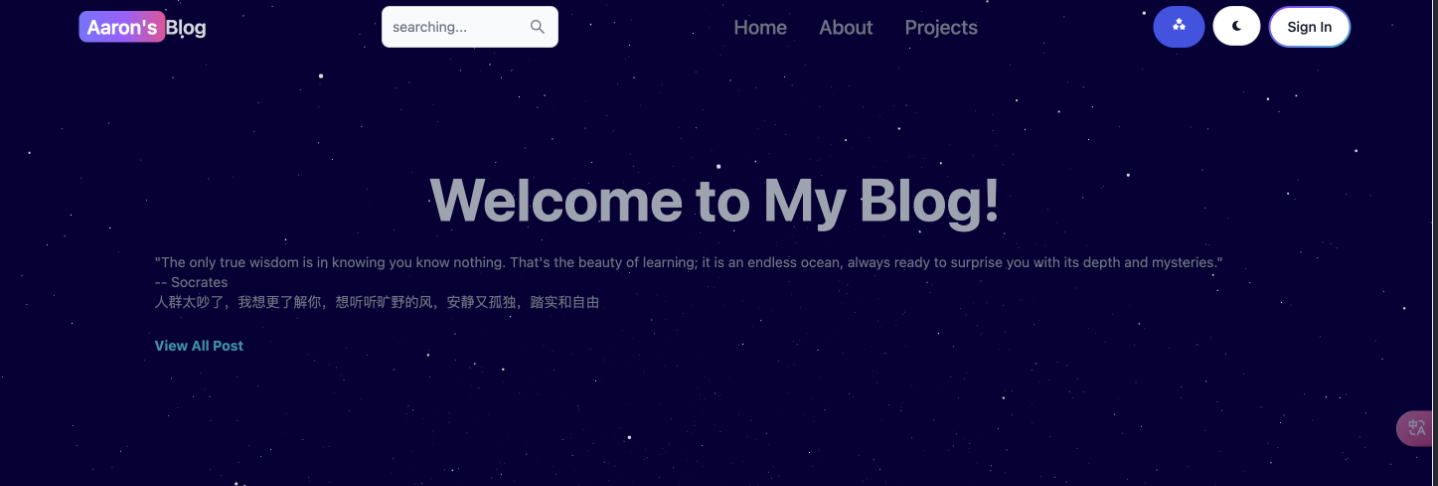 Aaron's Blog
searching...
Home
About
Projects
Sign In
Welcome to My Blog!
"The only true wisdom is in knowing you know nothing. That's the beauty of learning; it is an endless ocean, always ready to surprise you with its depth and mysteries."
-- Socrates
人群太吵了，我想更了解你，想听听旷野的风，安静又孤独，踏实和自由
View All Post
中A